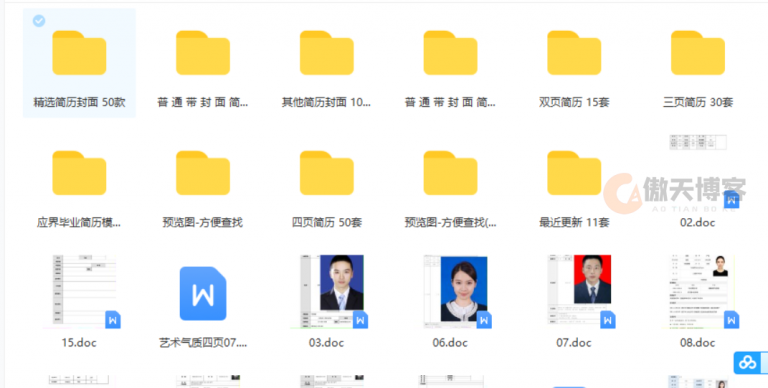 精选简历封面 50款
普 通 带 封 面 简...
其他简历封面 10...
普 通 带 封 面 简...
双页简历 15套
三页简历 30套
应界毕业简历模...
预览图-方便查找
四页简历 50套
预览图-方便查找(...
最近更新 11套
02.doc
傲天博客
AO TIAN BO KE
15.doc
艺术气质四页07....
03.doc
06.doc
07.doc
08.doc